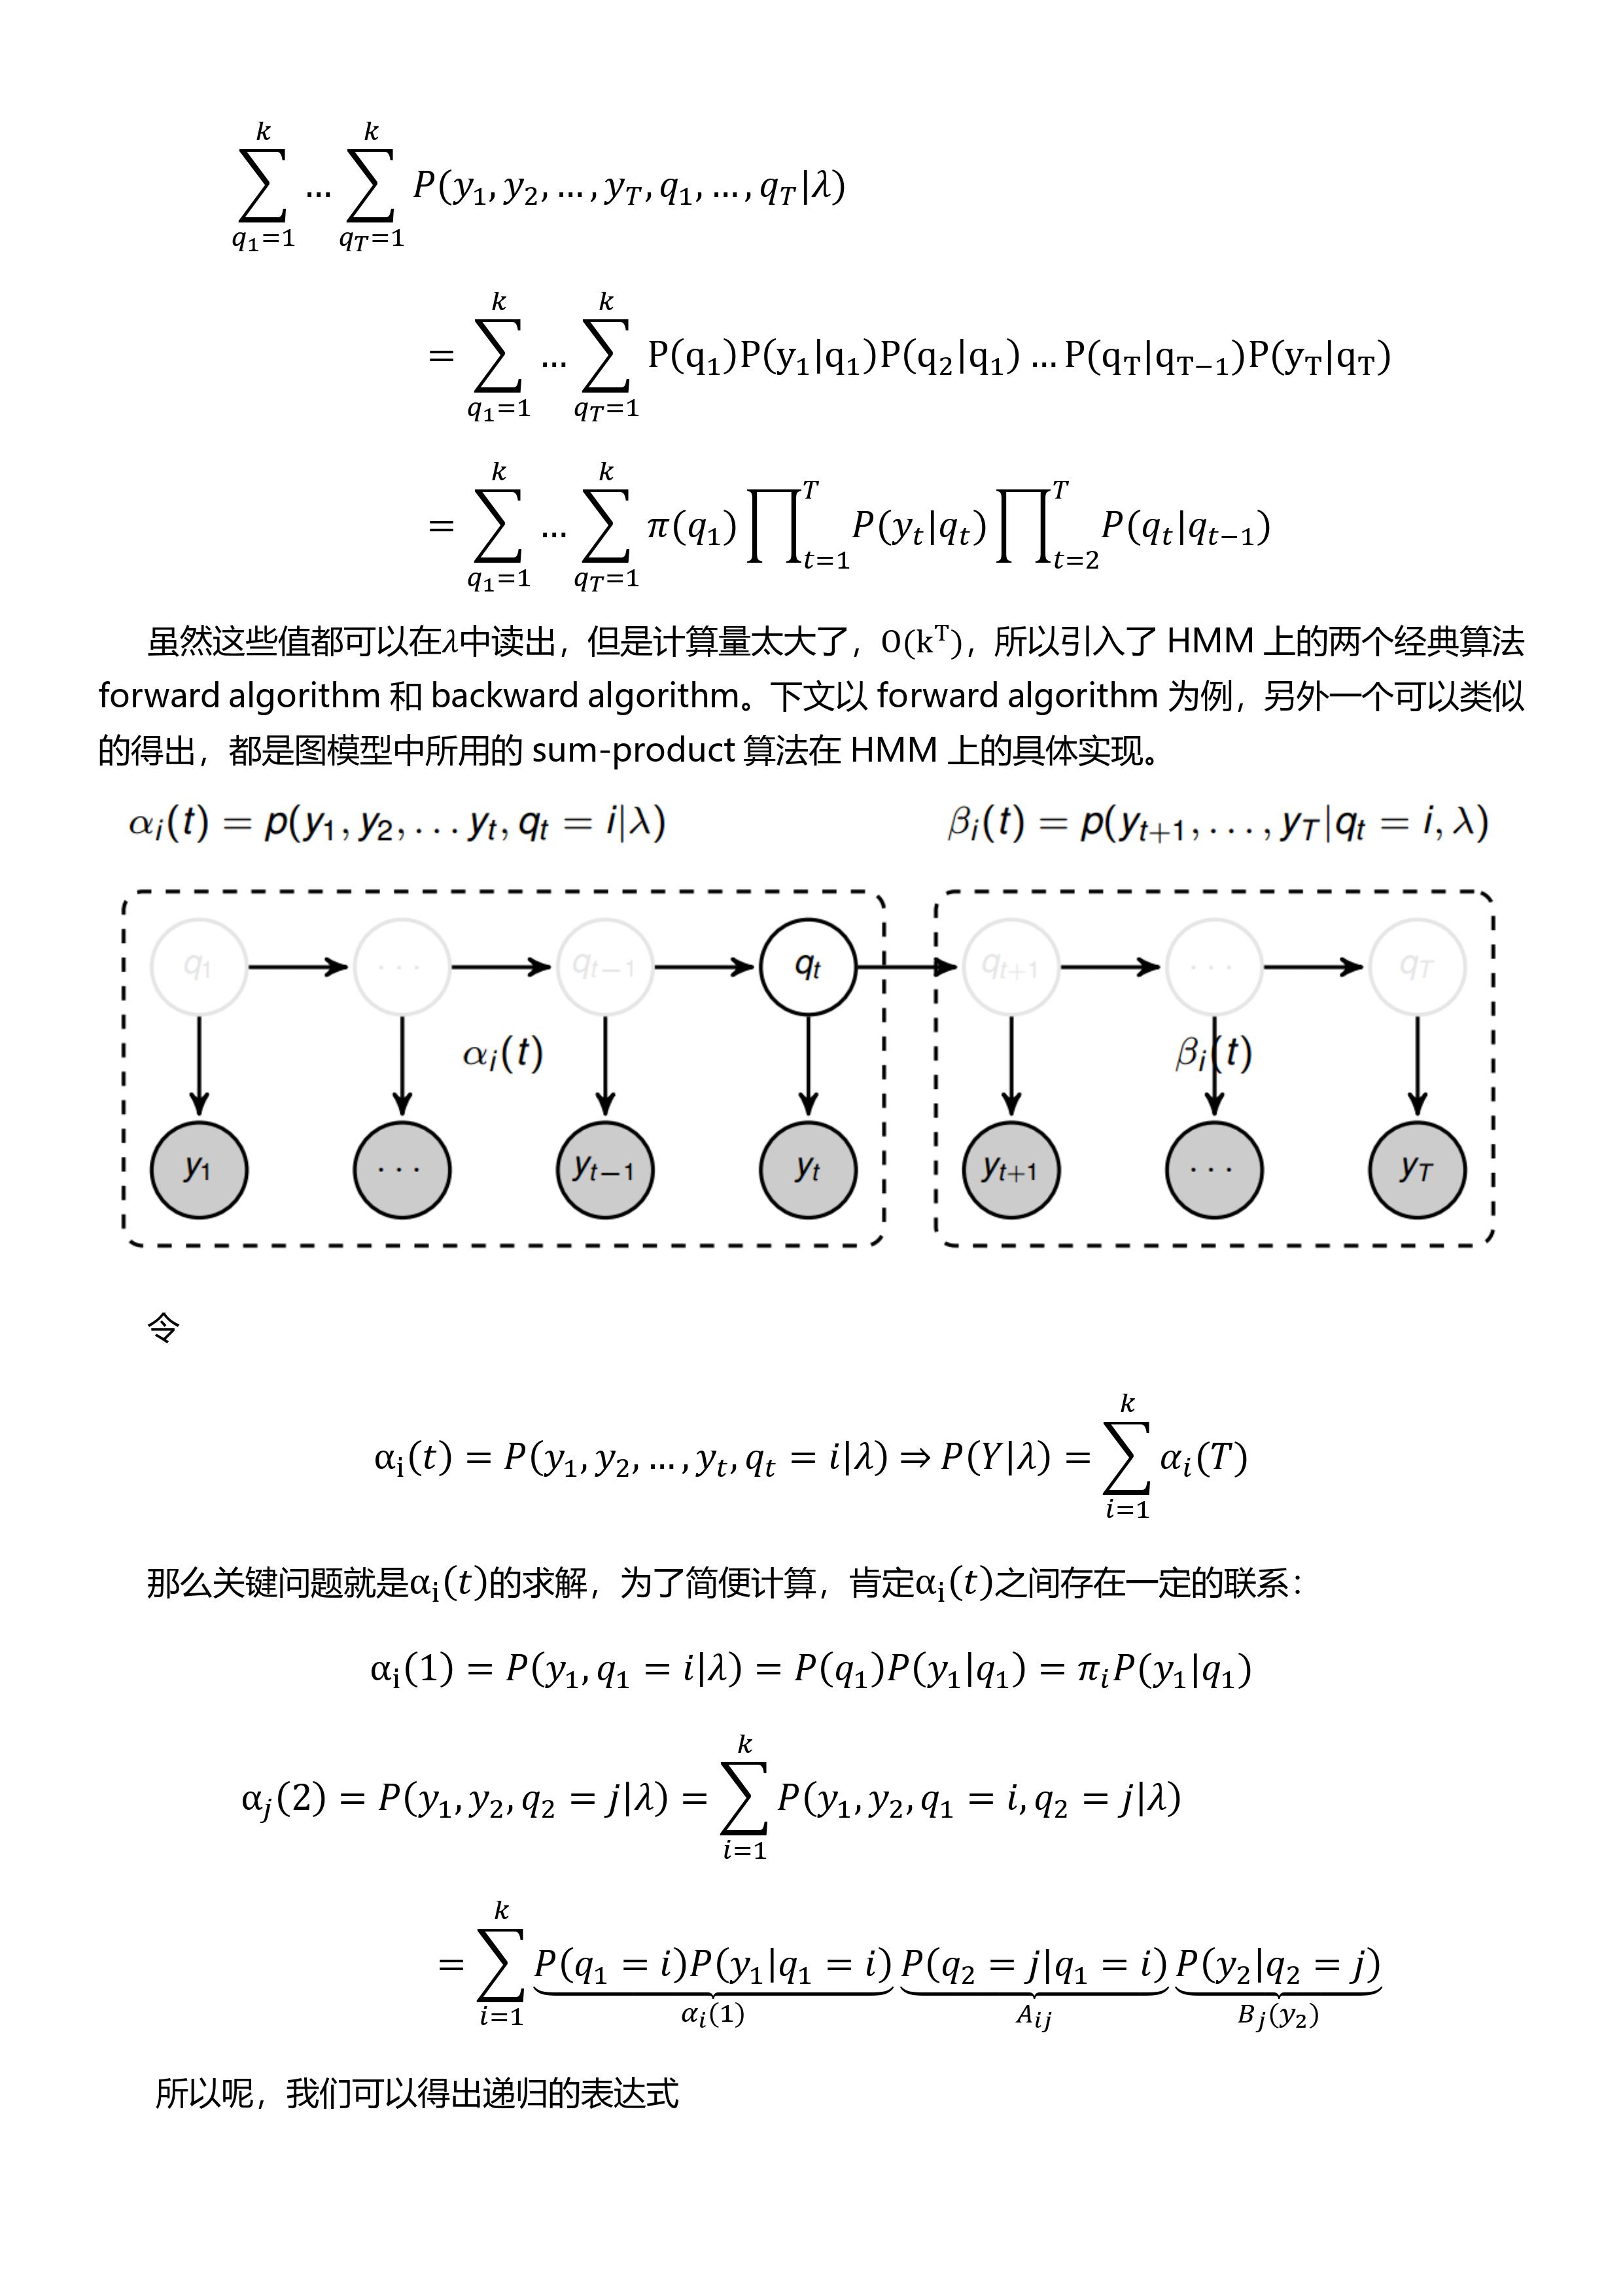 $$\sum_{q_1=1}^{k} \dots \sum_{q_T=1}^{k} P(y_1, y_2, \dots, y_T, q_1, \dots, q_T|\lambda)$$
$$= \sum_{q_1=1}^{k} \dots \sum_{q_T=1}^{k} \mathrm{P(q_1)P(y_1|q_1)P(q_2|q_1) \dots P(q_T|q_{T-1})P(y_T|q_T)}$$
$$= \sum_{q_1=1}^{k} \dots \sum_{q_T=1}^{k} \pi(q_1) \prod_{t=1}^{T} P(y_t|q_t) \prod_{t=2}^{T} P(q_t|q_{t-1})$$
虽然这些值都可以在λ中读出，但是计算量太大了，$\mathrm{O(k^T)}$，所以引入了 HMM 上的两个经典算法
forward algorithm 和 backward algorithm。下文以 forward algorithm 为例，另外一个可以类似
的得出，都是图模型中所用的 sum-product 算法在 HMM 上的具体实现。
$\alpha_i(t) = p(y_1, y_2, \dots y_t, q_t = i|\lambda)$ $\beta_i(t) = p(y_{t+1}, \dots, y_T|q_t = i, \lambda)$
$q_1$ $\cdots$ $q_{t-1}$ $q_t$ $q_{t+1}$ $\cdots$ $q_T$
$\alpha_i(t)$ $\beta_i(t)$
$y_1$ $\cdots$ $y_{t-1}$ $y_t$ $y_{t+1}$ $\cdots$ $y_T$
令
$$\alpha_i(t) = P(y_1, y_2, \dots, y_t, q_t = i|\lambda) \Rightarrow P(Y|\lambda) = \sum_{i=1}^{k} \alpha_i(T)$$
那么关键问题就是$\alpha_i(t)$的求解，为了简便计算，肯定$\alpha_i(t)$之间存在一定的联系：
$$\alpha_i(1) = P(y_1, q_1 = i|\lambda) = P(q_1)P(y_1|q_1) = \pi_i P(y_1|q_1)$$
$$\alpha_j(2) = P(y_1, y_2, q_2 = j|\lambda) = \sum_{i=1}^{k} P(y_1, y_2, q_1 = i, q_2 = j|\lambda)$$
$$= \sum_{i=1}^{k} \underbrace{P(q_1 = i)P(y_1|q_1 = i)}_{\alpha_i(1)} \underbrace{P(q_2 = j|q_1 = i)}_{A_{ij}} \underbrace{P(y_2|q_2 = j)}_{B_j(y_2)}$$
所以呢，我们可以得出递归的表达式